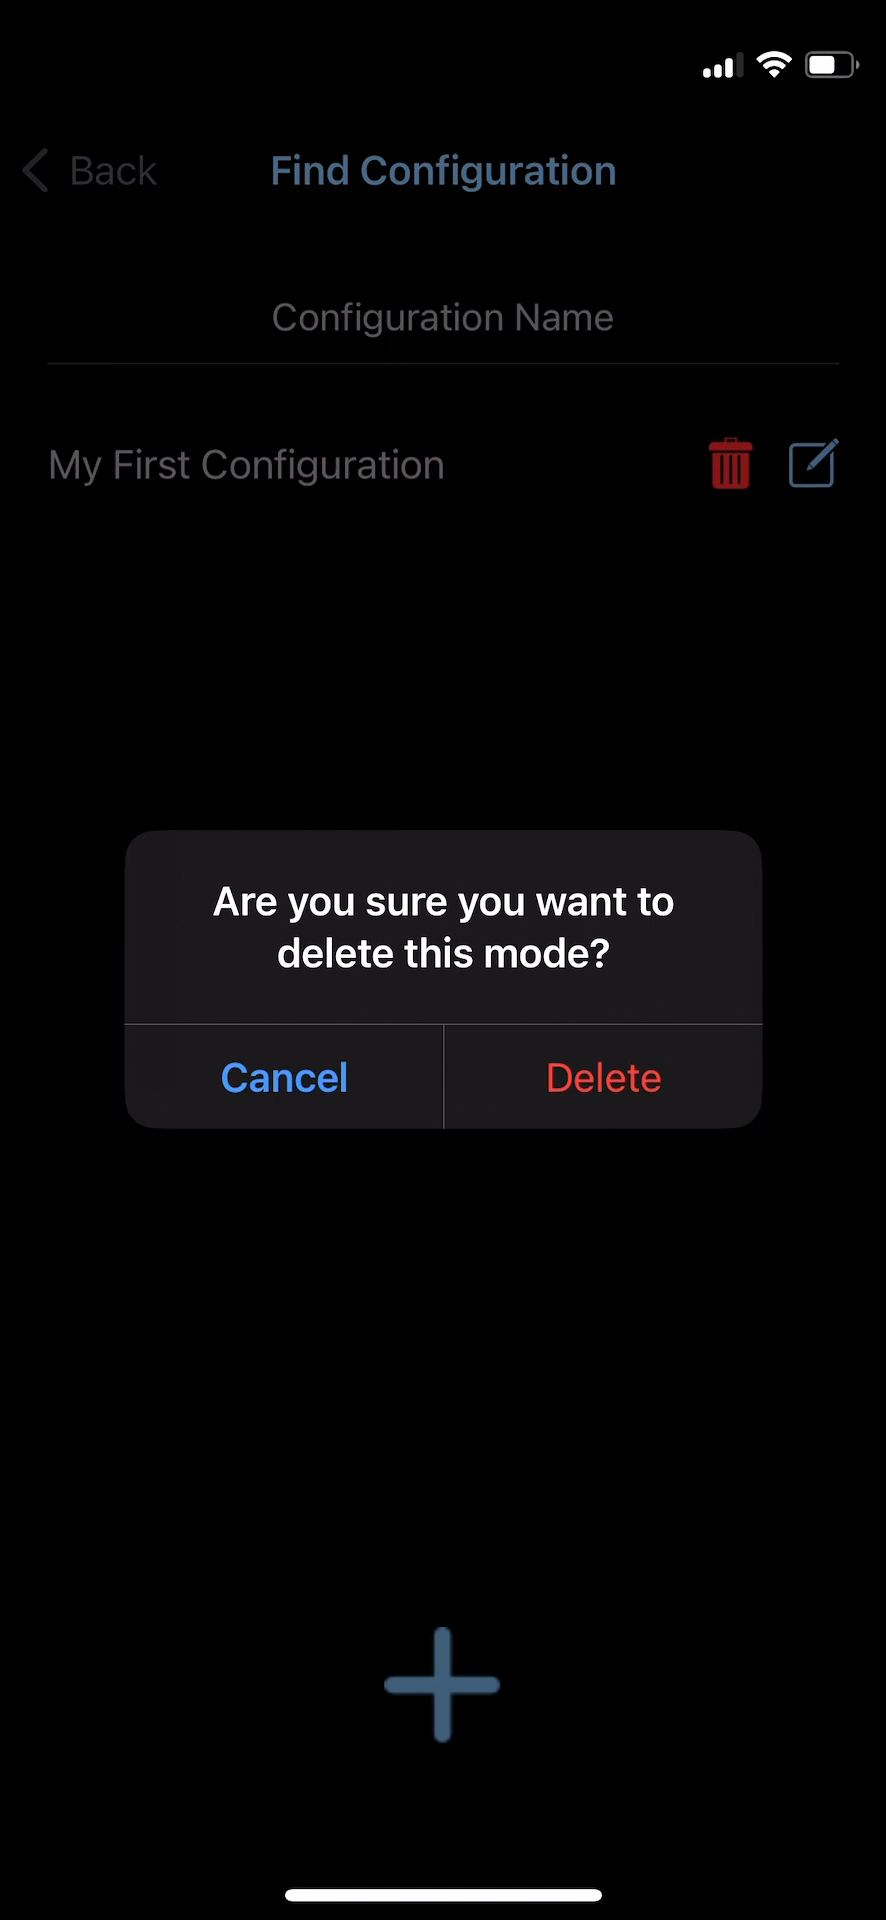 Back
Find Configuration
Configuration Name
My First Configuration
Are you sure you want to
delete this mode?
Cancel
Delete